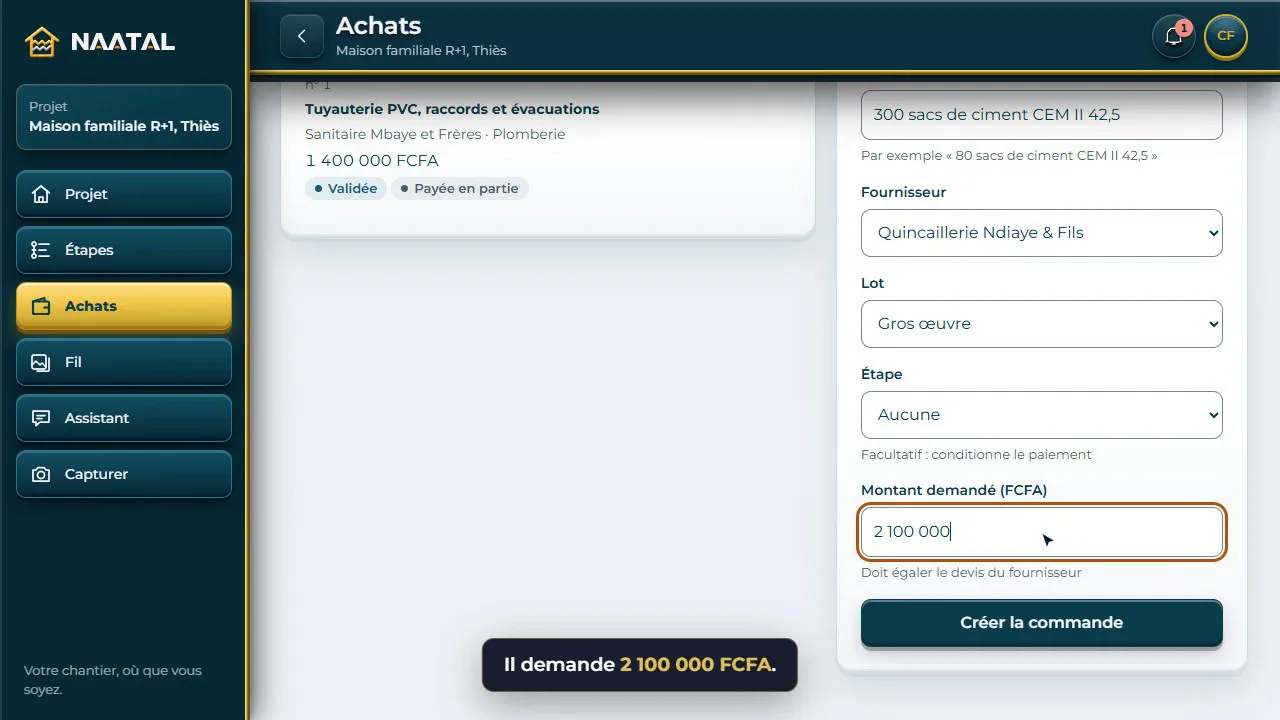 NAATAL
Projet
Maison familiale R+1, Thiès
Projet
Étapes
Achats
Fil
Assistant
Capturer
Votre chantier, où que vous
soyez.
Achats
Maison familiale R+1, Thiès
1
CF
n° 1
Tuyauterie PVC, raccords et évacuations
Sanitaire Mbaye et Frères · Plomberie
1 400 000 FCFA
Validée
Payée en partie
300 sacs de ciment CEM II 42,5
Par exemple « 80 sacs de ciment CEM II 42,5 »
Fournisseur
Quincaillerie Ndiaye & Fils
Lot
Gros œuvre
Étape
Aucune
Facultatif : conditionne le paiement
Montant demandé (FCFA)
2 100 000
Doit égaler le devis du fournisseur
Créer la commande
Il demande 2 100 000 FCFA.